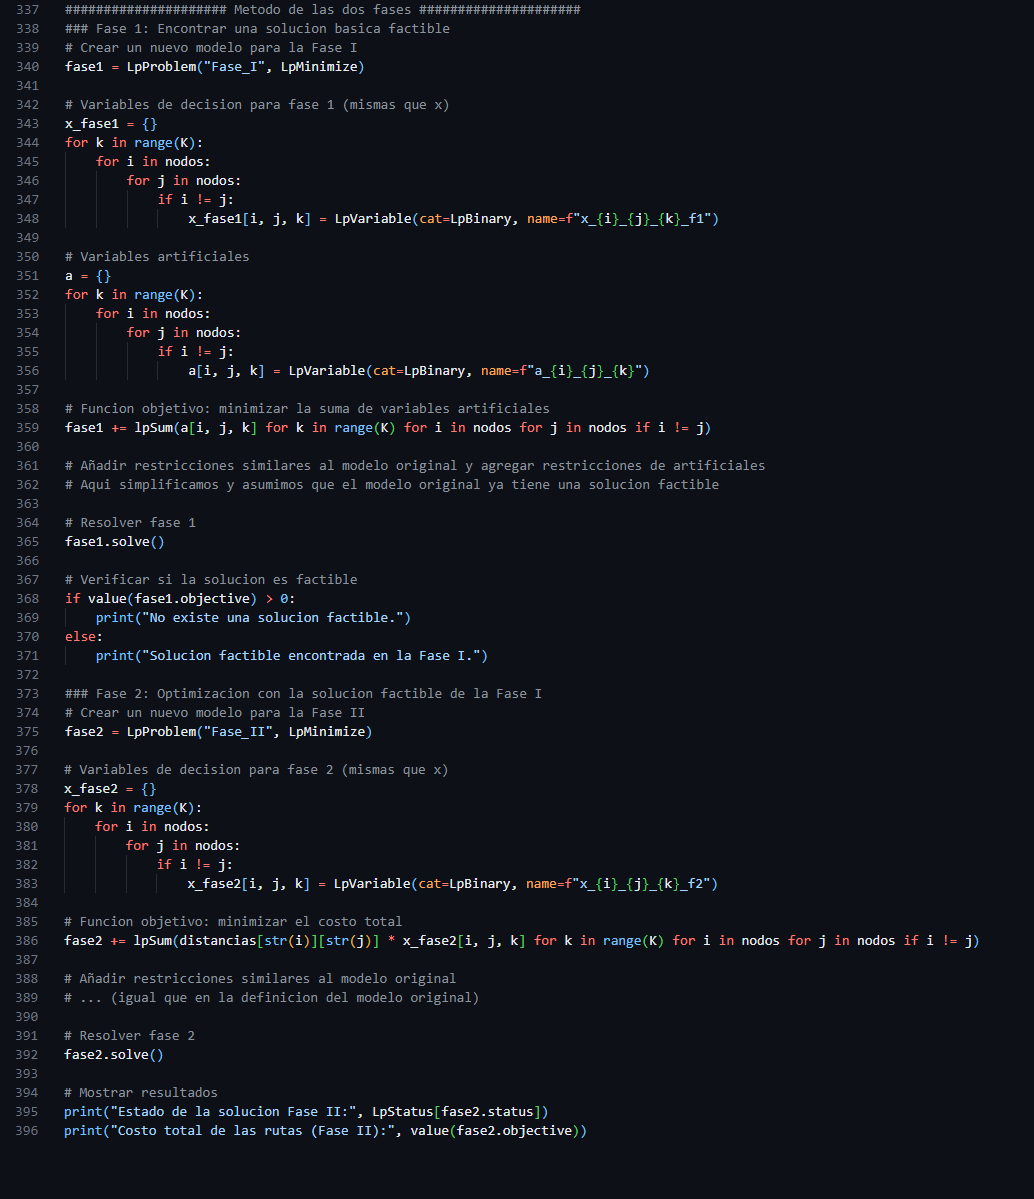 337 ##################### Metodo de las dos fases #####################
338 ### Fase 1: Encontrar una solucion basica factible
339 # Crear un nuevo modelo para la Fase I
340 fase1 = LpProblem("Fase_I", LpMinimize)
341
342 # Variables de decision para fase 1 (mismas que x)
343 x_fase1 = {}
344 for k in range(K):
345     for i in nodos:
346         for j in nodos:
347             if i != j:
348                 x_fase1[i, j, k] = LpVariable(cat=LpBinary, name=f"x_{i}_{j}_{k}_f1")
349
350 # Variables artificiales
351 a = {}
352 for k in range(K):
353     for i in nodos:
354         for j in nodos:
355             if i != j:
356                 a[i, j, k] = LpVariable(cat=LpBinary, name=f"a_{i}_{j}_{k}")
357
358 # Funcion objetivo: minimizar la suma de variables artificiales
359 fase1 += lpSum(a[i, j, k] for k in range(K) for i in nodos for j in nodos if i != j)
360
361 # Añadir restricciones similares al modelo original y agregar restricciones de artificiales
362 # Aqui simplificamos y asumimos que el modelo original ya tiene una solucion factible
363
364 # Resolver fase 1
365 fase1.solve()
366
367 # Verificar si la solucion es factible
368 if value(fase1.objective) > 0:
369     print("No existe una solucion factible.")
370 else:
371     print("Solucion factible encontrada en la Fase I.")
372
373 ### Fase 2: Optimizacion con la solucion factible de la Fase I
374 # Crear un nuevo modelo para la Fase II
375 fase2 = LpProblem("Fase_II", LpMinimize)
376
377 # Variables de decision para fase 2 (mismas que x)
378 x_fase2 = {}
379 for k in range(K):
380     for i in nodos:
381         for j in nodos:
382             if i != j:
383                 x_fase2[i, j, k] = LpVariable(cat=LpBinary, name=f"x_{i}_{j}_{k}_f2")
384
385 # Funcion objetivo: minimizar el costo total
386 fase2 += lpSum(distancias[str(i)][str(j)] * x_fase2[i, j, k] for k in range(K) for i in nodos for j in nodos if i != j)
387
388 # Añadir restricciones similares al modelo original
389 # ... (igual que en la definicion del modelo original)
390
391 # Resolver fase 2
392 fase2.solve()
393
394 # Mostrar resultados
395 print("Estado de la solucion Fase II:", LpStatus[fase2.status])
396 print("Costo total de las rutas (Fase II):", value(fase2.objective))